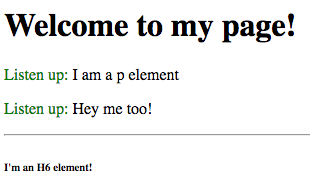 Welcome to my page!
Listen up: I am a p element
Listen up: Hey me too!
I'm an H6 element!